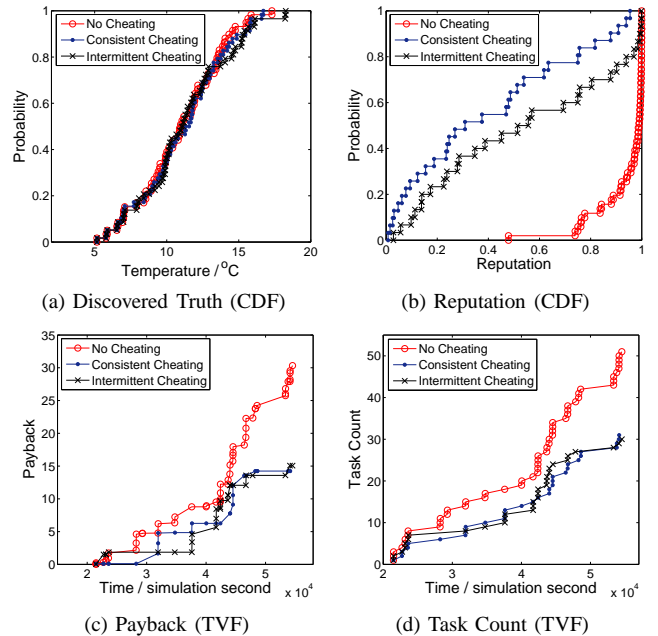 No Cheating
Consistent Cheating
Intermittent Cheating
Probability
1
0.8
0.6
0.4
0.2
0
5 10 15 20
Temperature / °C
(a) Discovered Truth (CDF)
No Cheating
Consistent Cheating
Intermittent Cheating
Probability
1
0.8
0.6
0.4
0.2
0
0 0.2 0.4 0.6 0.8 1
Reputation
(b) Reputation (CDF)
No Cheating
Consistent Cheating
Intermittent Cheating
Payback
35
30
25
20
15
10
5
0
2 3 4 5
Time / simulation second
x 10⁴
(c) Payback (TVF)
No Cheating
Consistent Cheating
Intermittent Cheating
Task Count
50
40
30
20
10
0
2 3 4 5
Time / simulation second
x 10⁴
(d) Task Count (TVF)